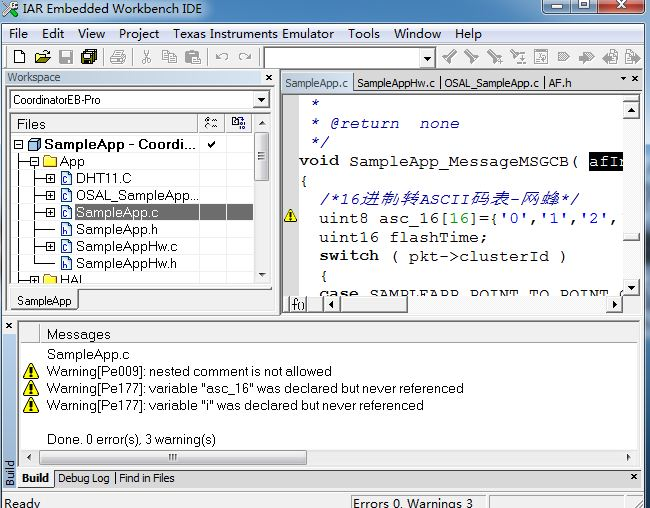 IAR Embedded Workbench IDE
File Edit View Project Texas Instruments Emulator Tools Window Help
Workspace
CoordinatorEB-Pro
Files
SampleApp - Coordi...
App
DHT11.C
OSAL_SampleApp...
SampleApp.c
SampleApp.h
SampleAppHw.c
SampleAppHw.h
HAL
SampleApp
SampleApp.c SampleAppHw.c OSAL_SampleApp.c AF.h
*
* @return none
*/
void SampleApp_MessageMSGCB( afIn
{
/*16进制转ASCII码表-网蜂*/
uint8 asc_16[16]={'0','1','2',
uint16 flashTime;
switch ( pkt->clusterId )
{
case SAMPLEAPP_POINT_TO_POINT_C
f()
Messages
SampleApp.c
Warning[Pe009]: nested comment is not allowed
Warning[Pe177]: variable "asc_16" was declared but never referenced
Warning[Pe177]: variable "i" was declared but never referenced
Done. 0 error(s), 3 warning(s)
Build
Build Debug Log Find in Files
Ready Errors 0, Warnings 3